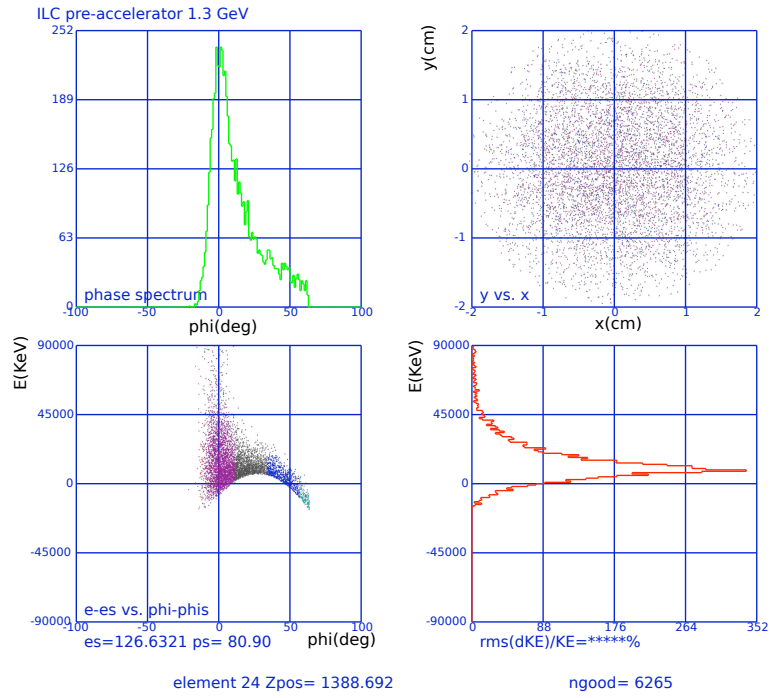 ILC pre-accelerator 1.3 GeV
252
189
126
63
0
-100
-50
0
50
100
phase spectrum
phi(deg)
y(cm)
2
1
0
-1
-2
-2
-1
0
1
2
y vs. x
x(cm)
E(KeV)
90000
45000
0
-45000
-90000
-100
-50
0
50
100
e-es vs. phi-phis
phi(deg)
es=126.6321 ps= 80.90
E(KeV)
90000
45000
0
-45000
-90000
0
88
176
264
352
rms(dKE)/KE=*****%
element 24 Zpos= 1388.692
ngood= 6265